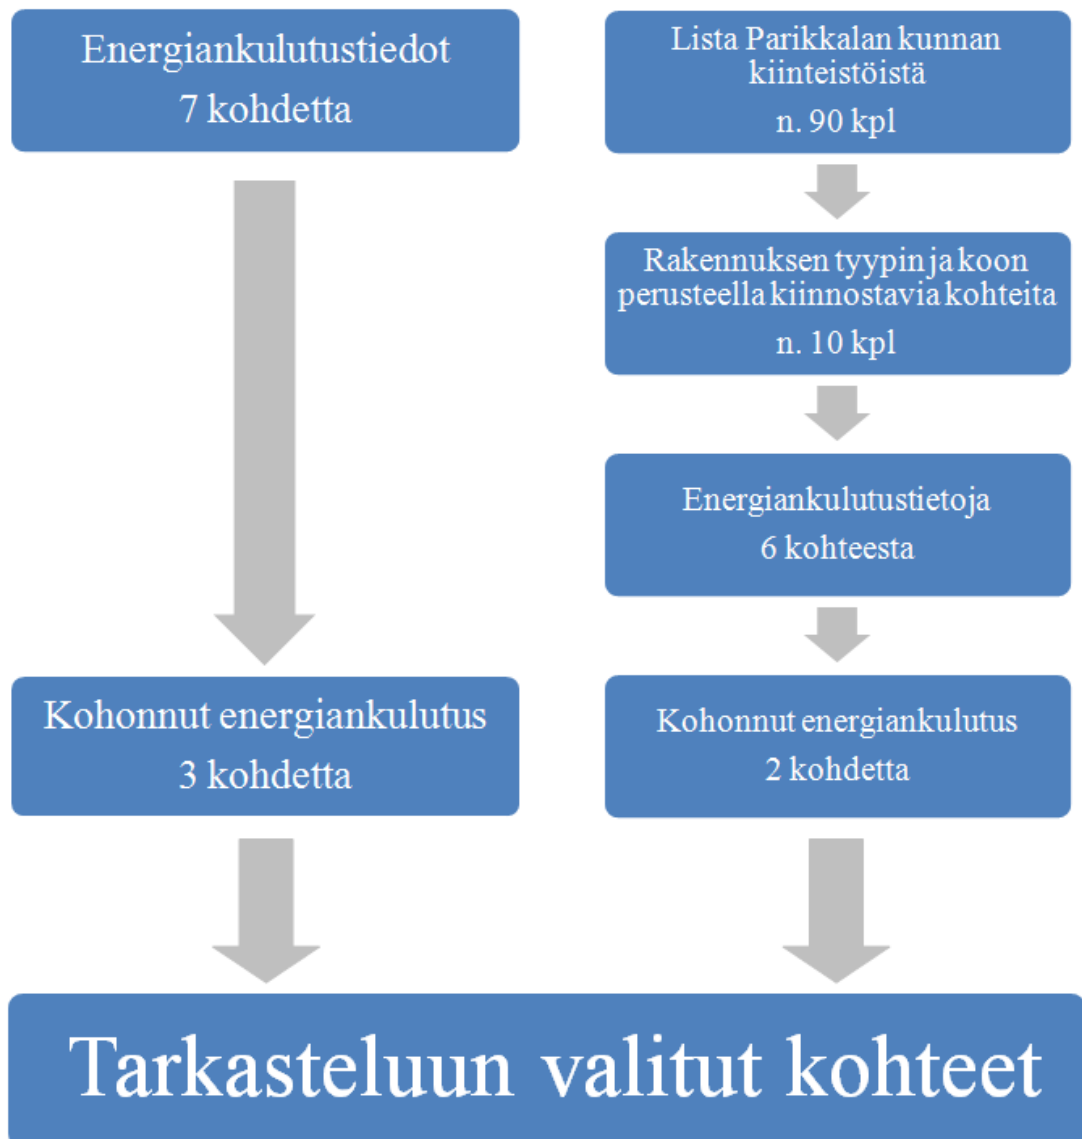 Energiankulutustiedot
7 kohdetta
Kohonnut energiankulutus
3 kohdetta
Lista Parikkalan kunnan
kiinteistöistä
n. 90 kpl
Rakennuksen tyypin ja koon
perusteella kiinnostavia kohteita
n. 10 kpl
Energiankulutustietoja
6 kohteesta
Kohonnut energiankulutus
2 kohdetta
Tarkasteluun valitut kohteet